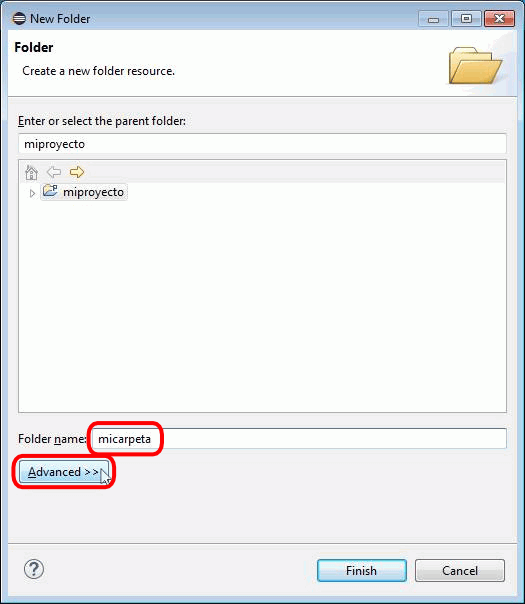 New Folder
Folder
Create a new folder resource.
Enter or select the parent folder:
miproyecto
miproyecto
Folder name: micarpeta
Advanced >>
? Finish Cancel